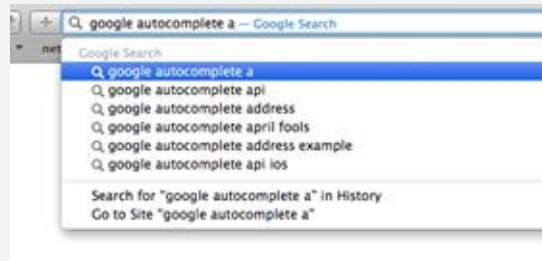 google autocomplete a — Google Search
net
Google Search
google autocomplete a
google autocomplete api
google autocomplete address
google autocomplete april fools
google autocomplete address example
google autocomplete api ios
Search for "google autocomplete a" in History
Go to Site "google autocomplete a"